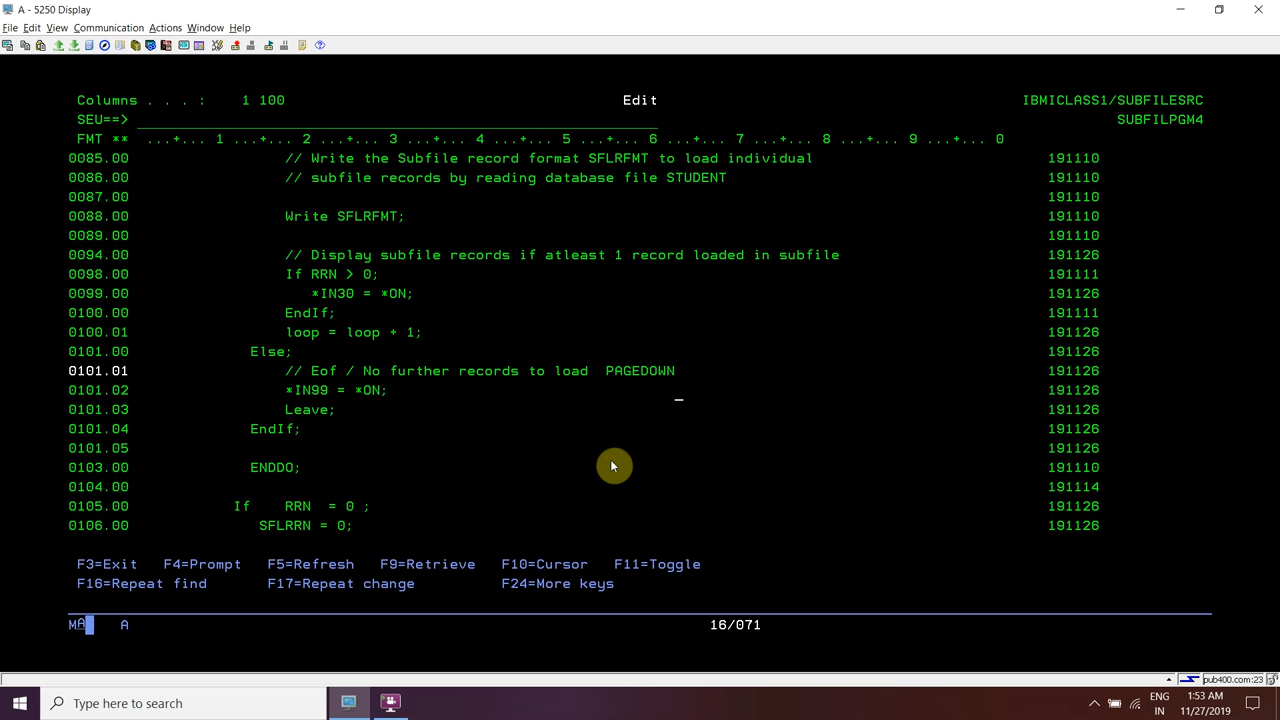 A - 5250 Display
File Edit View Communication Actions Window Help
Columns . . . : 1 100 Edit IBMICLASS1/SUBFILESRC
SEU==> SUBFILPGM4
FMT ** ...+... 1 ...+... 2 ...+... 3 ...+... 4 ...+... 5 ...+... 6 ...+... 7 ...+... 8 ...+... 9 ...+... 0
0085.00 // Write the Subfile record format SFLRFMT to load individual 191110
0086.00 // subfile records by reading database file STUDENT 191110
0087.00 191110
0088.00 Write SFLRFMT; 191110
0089.00 191110
0094.00 // Display subfile records if atleast 1 record loaded in subfile 191126
0098.00 If RRN > 0; 191111
0099.00 *IN30 = *ON; 191126
0100.00 EndIf; 191111
0100.01 loop = loop + 1; 191126
0101.00 Else; 191126
0101.01 // Eof / No further records to load PAGEDOWN 191126
0101.02 *IN99 = *ON; 191126
0101.03 Leave; 191126
0101.04 EndIf; 191126
0101.05 191126
0103.00 ENDDO; 191110
0104.00 191114
0105.00 If RRN = 0 ; 191126
0106.00 SFLRRN = 0; 191126
F3=Exit F4=Prompt F5=Refresh F9=Retrieve F10=Cursor F11=Toggle
F16=Repeat find F17=Repeat change F24=More keys
MA A 16/071
pub400.com:23
Type here to search
ENG 1:53 AM
IN 11/27/2019